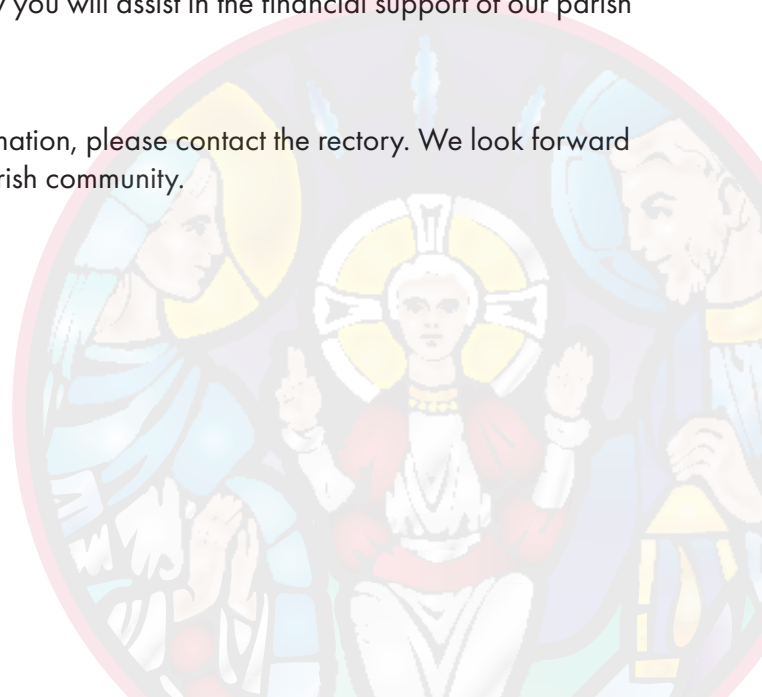 you will assist in the financial support of our parish
mation, please contact the rectory. We look forward
rish community.